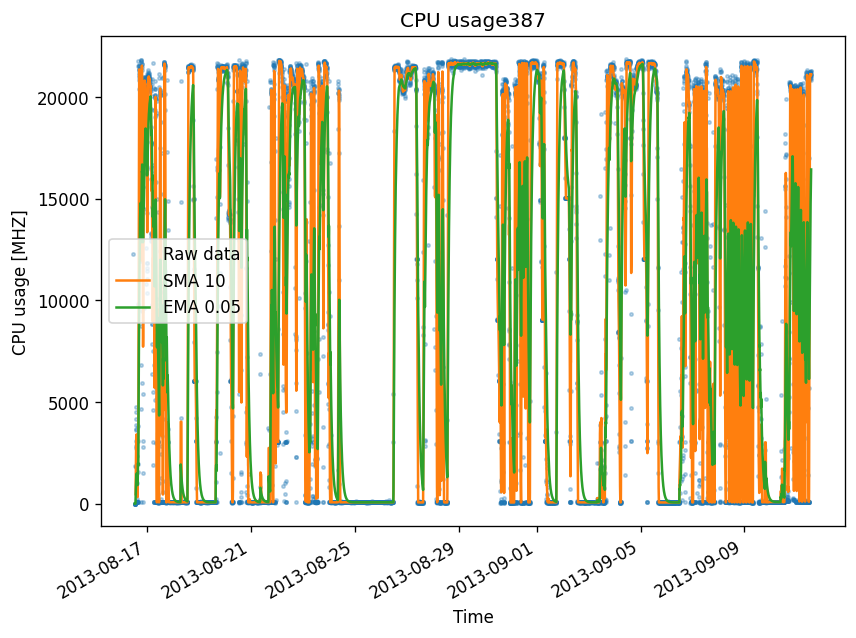 CPU usage387
CPU usage [MHZ]
20000
15000
10000
5000
0
Raw data
SMA 10
EMA 0.05
2013-08-17
2013-08-21
2013-08-25
2013-08-29
2013-09-01
2013-09-05
2013-09-09
Time